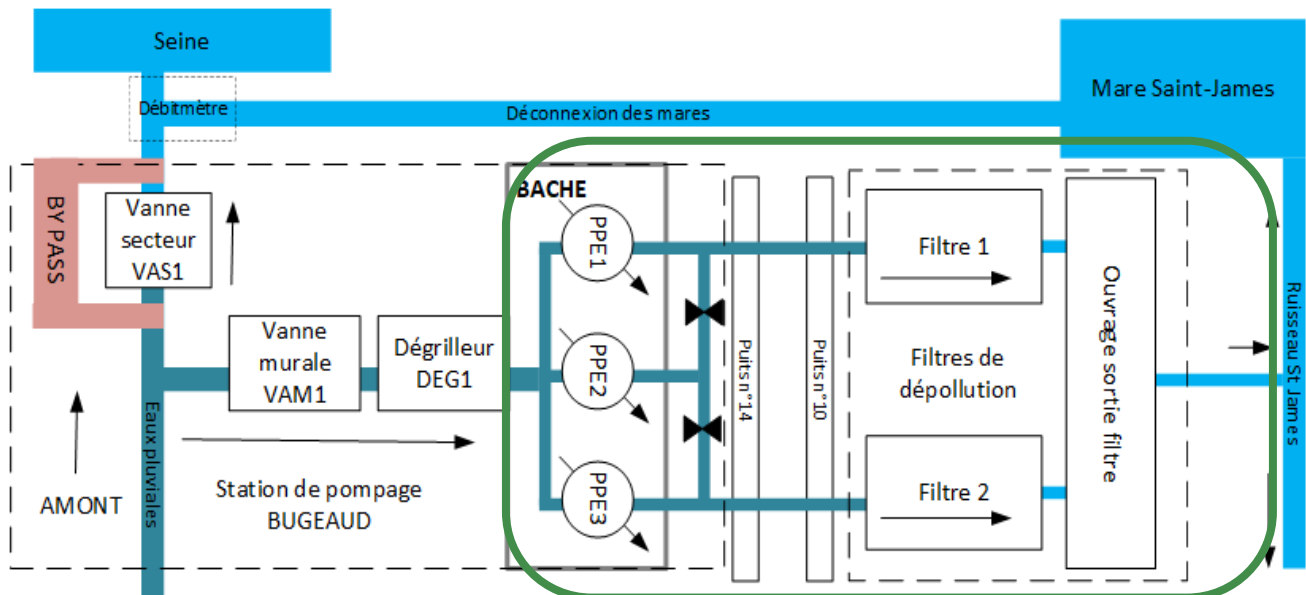 Seine
Débitmètre
Déconnexion des mares
Mare Saint-James
BY PASS
Vanne
secteur
VAS1
BACHE
PPE1
PPE2
PPE3
Vanne
murale
VAM1
Dégrilleur
DEG1
AMONT
Eaux pluviales
Station de pompage
BUGEAUD
Puits n°14
Puits n°10
Filtre 1
Filtres de
dépollution
Filtre 2
Ouvrage sortie filtre
Ruisseau St James